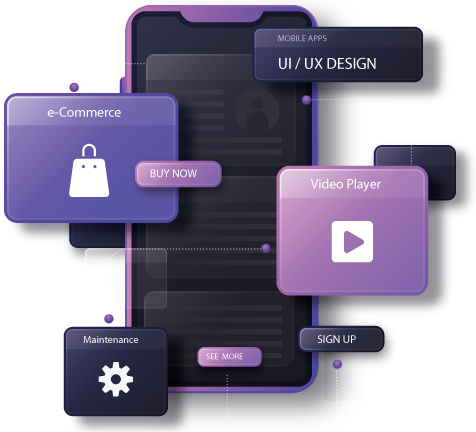 MOBILE APPS
UI / UX DESIGN
e-Commerce
BUY NOW
Video Player
Maintenance
SEE MORE
SIGN UP